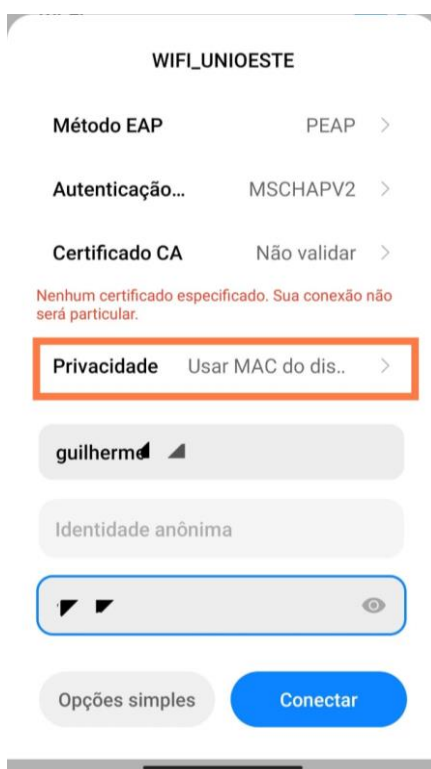 WIFI_UNIOESTE
Método EAP PEAP
Autenticação... MSCHAPV2
Certificado CA Não validar
Nenhum certificado especificado. Sua conexão não
será particular.
Privacidade Usar MAC do dis..
guilherme
Identidade anônima
Opções simples Conectar